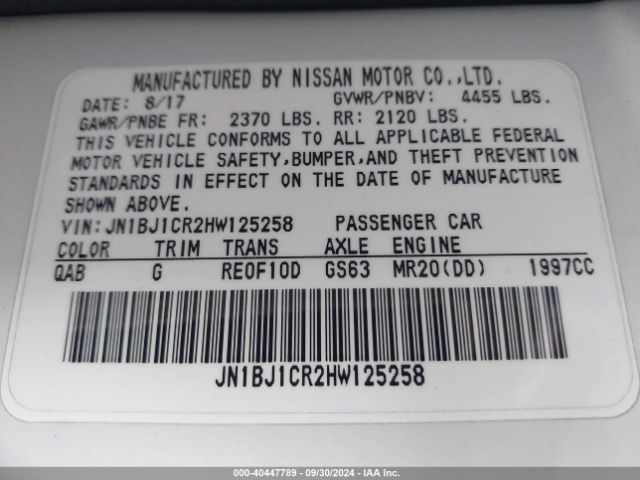 MANUFACTURED BY NISSAN MOTOR CO.,LTD.
DATE: 8/17 GVWR/PNBV: 4455 LBS.
GAWR/PNBE FR: 2370 LBS. RR: 2120 LBS.
THIS VEHICLE CONFORMS TO ALL APPLICABLE FEDERAL
MOTOR VEHICLE SAFETY,BUMPER,AND THEFT PREVENTION
STANDARDS IN EFFECT ON THE DATE OF MANUFACTURE
SHOWN ABOVE.
VIN:JN1BJ1CR2HW125258 PASSENGER CAR
COLOR TRIM TRANS AXLE ENGINE
QAB G RE0F10D GS63 MR20(DD) 1997CC
JN1BJ1CR2HW125258
000-40447789 - 09/30/2024 - IAA Inc.